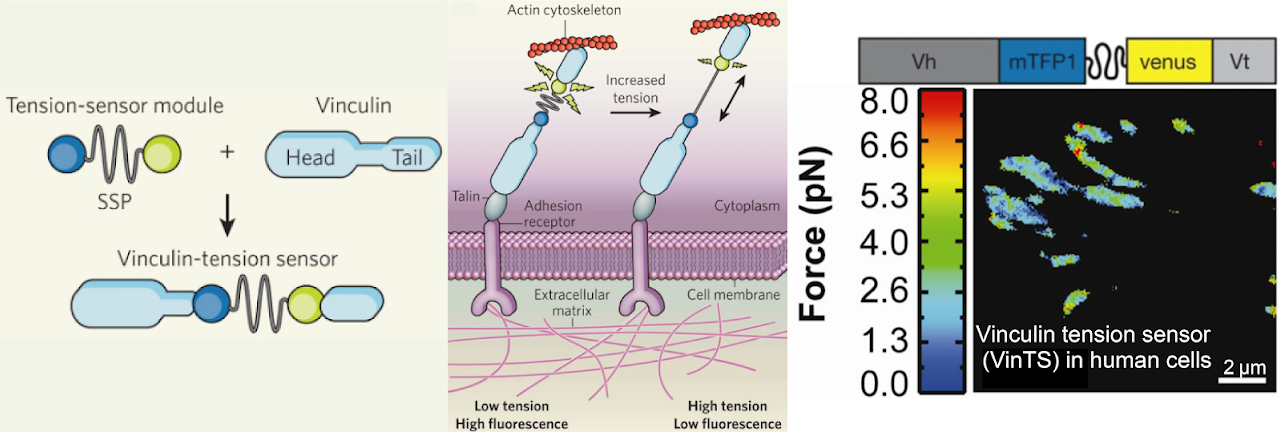 Tension-sensor module
Vinculin
SSP
+
Head
Tail
Vinculin-tension sensor
Actin cytoskeleton
Increased
tension
Talin
Adhesion
receptor
Cytoplasm
Extracellular
matrix
Cell membrane
Low tension
High fluorescence
High tension
Low fluorescence
Vh
mTFP1
venus
Vt
Force (pN)
8.0
6.6
5.3
4.0
2.6
1.3
0.0
Vinculin tension sensor
(VinTS) in human cells
2 μm